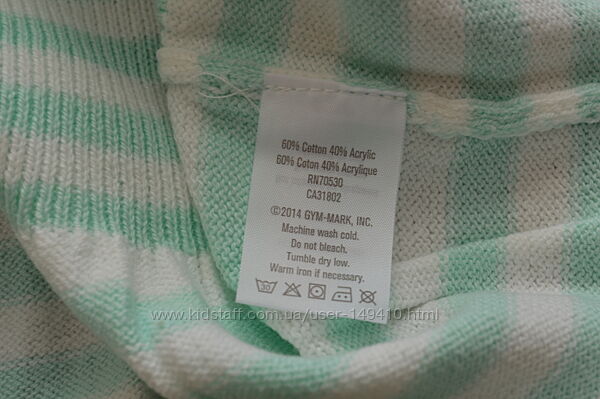 60% Cotton 40% Acrylic
60% Coton 40% Acrylique
RN70530
CA31802
©2014 GYM-MARK, INC.
Machine wash cold.
Do not bleach.
Tumble dry low.
Warm iron if necessary.
30
www.kidstaff.com.ua/user-149410.html